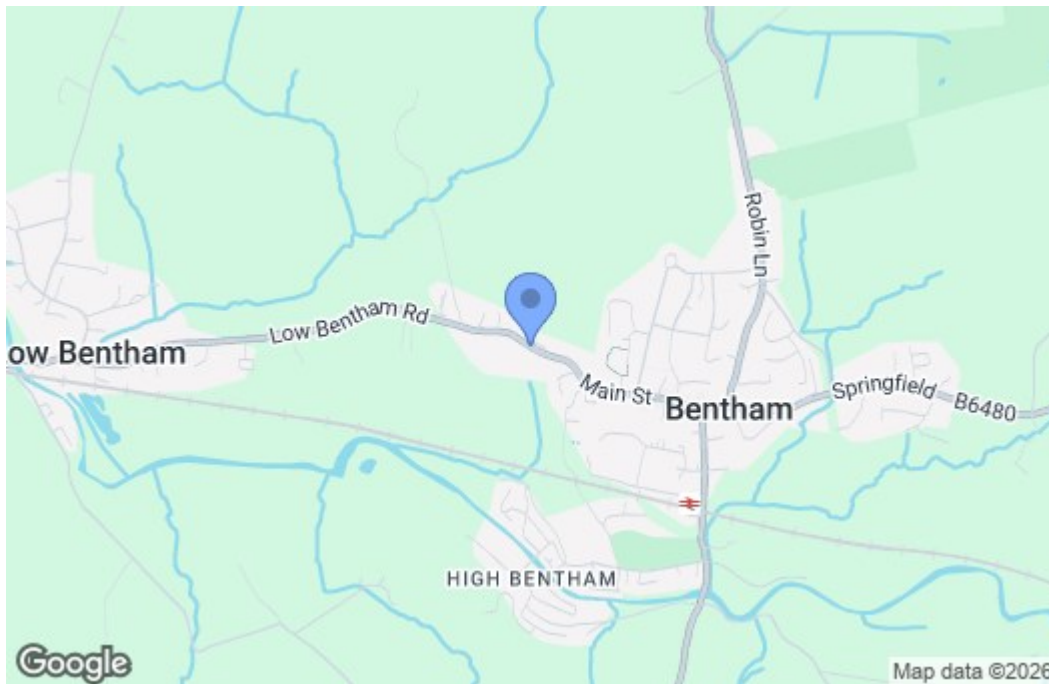 Robin Ln
Low Bentham Rd
ow Bentham
Main St
Bentham
Springfield
B6480
HIGH BENTHAM
Google
Map data ©2026